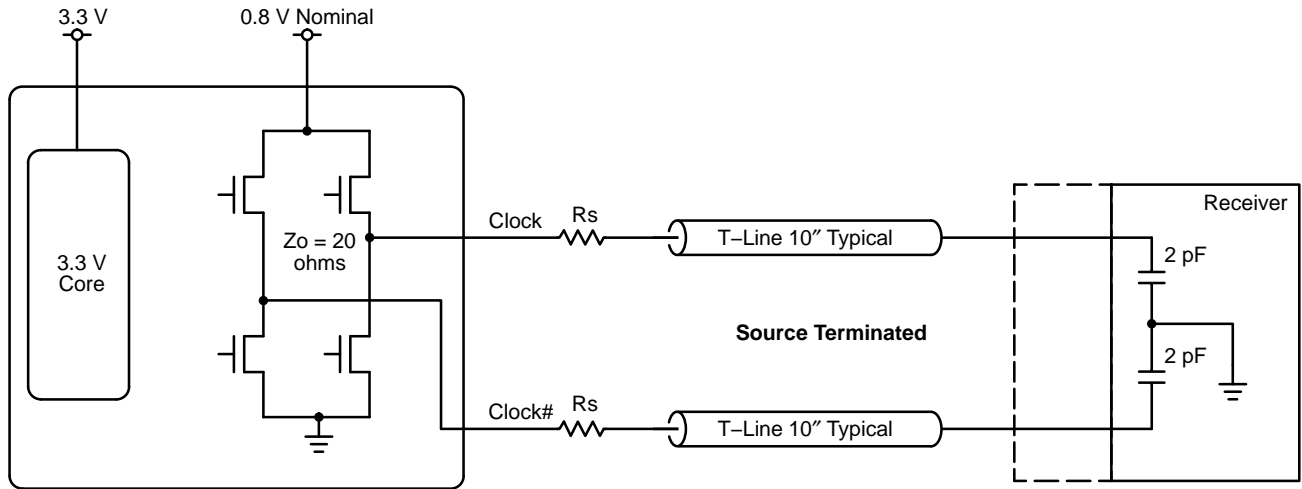 3.3 V
0.8 V Nominal
3.3 V
Core
Zo = 20
ohms
Clock
Rs
T–Line 10″ Typical
Receiver
2 pF
Source Terminated
2 pF
Clock#
Rs
T–Line 10″ Typical